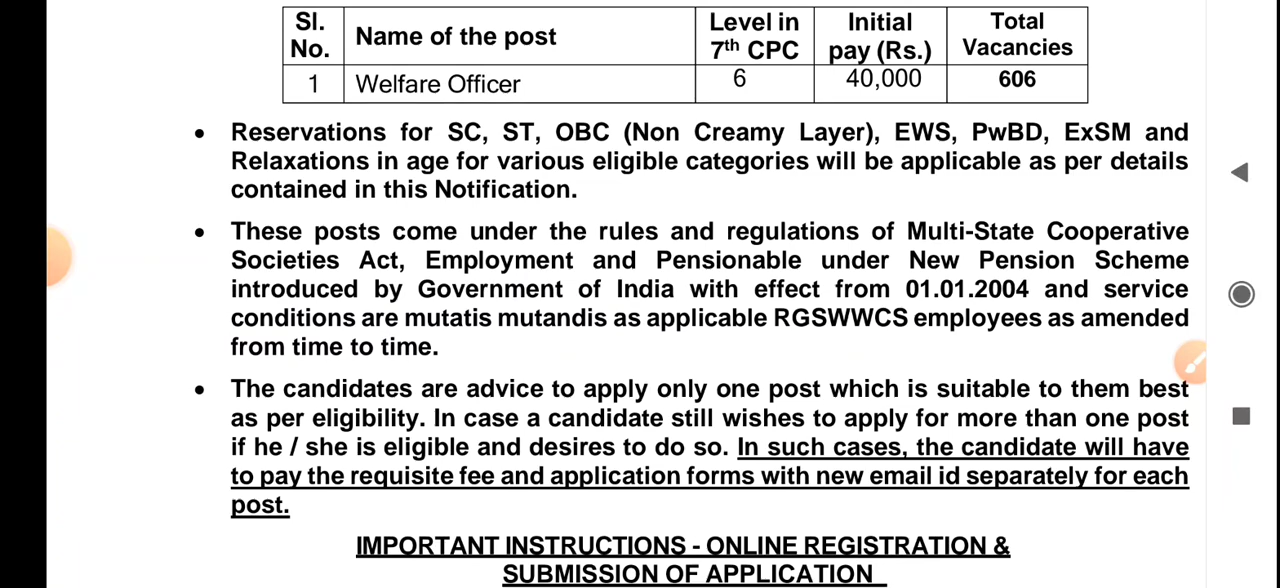 Sl. No. Name of the post Level in 7th CPC Initial pay (Rs.) Total Vacancies
1 Welfare Officer 6 40,000 606
• Reservations for SC, ST, OBC (Non Creamy Layer), EWS, PwBD, ExSM and
Relaxations in age for various eligible categories will be applicable as per details
contained in this Notification.
• These posts come under the rules and regulations of Multi-State Cooperative
Societies Act, Employment and Pensionable under New Pension Scheme
introduced by Government of India with effect from 01.01.2004 and service
conditions are mutatis mutandis as applicable RGSWWCS employees as amended
from time to time.
• The candidates are advice to apply only one post which is suitable to them best
as per eligibility. In case a candidate still wishes to apply for more than one post
if he / she is eligible and desires to do so. In such cases, the candidate will have
to pay the requisite fee and application forms with new email id separately for each
post.
IMPORTANT INSTRUCTIONS - ONLINE REGISTRATION &
SUBMISSION OF APPLICATION